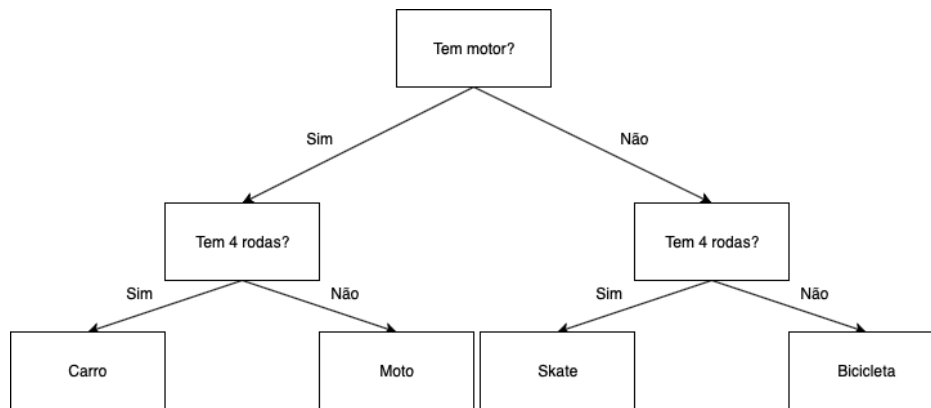 Tem motor?
Sim
Não
Tem 4 rodas?
Tem 4 rodas?
Sim
Não
Sim
Não
Carro
Moto
Skate
Bicicleta